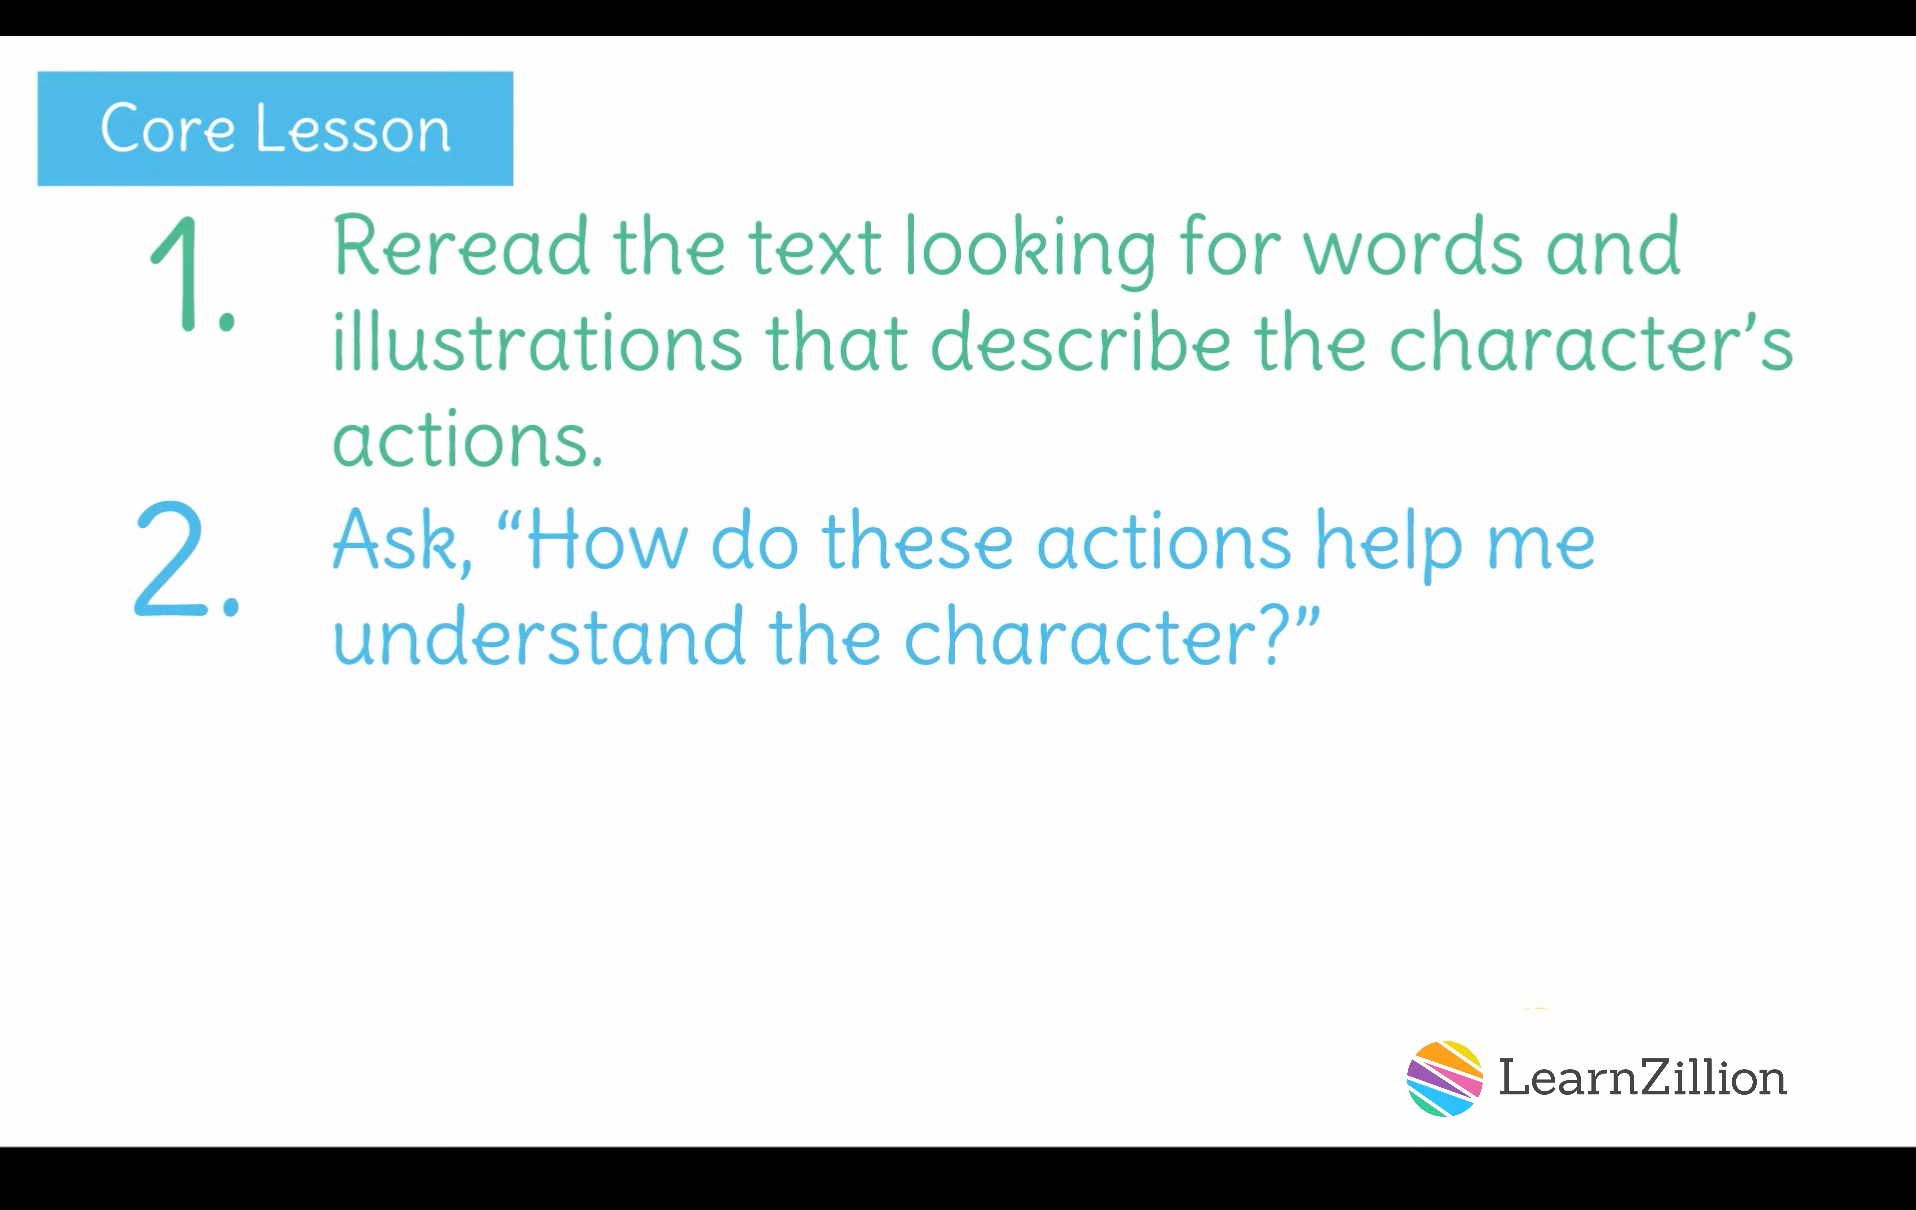 Core Lesson
1. Reread the text looking for words and
illustrations that describe the character’s
actions.
2. Ask, “How do these actions help me
understand the character?”
LearnZillion